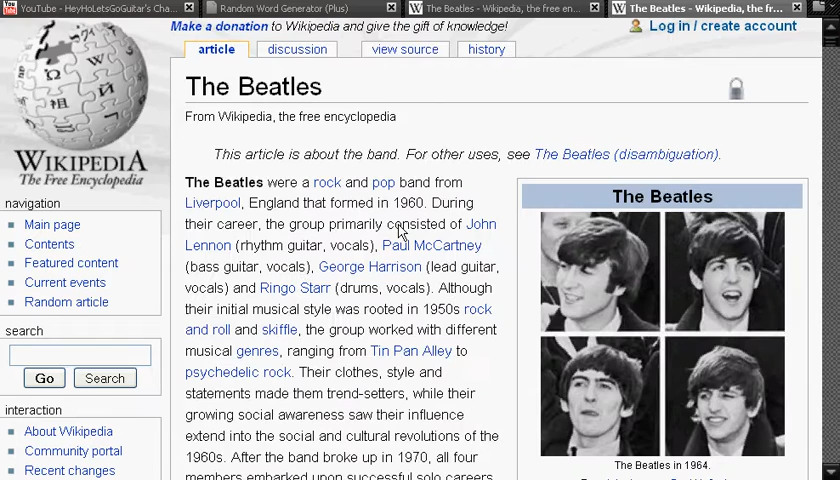 YouTube - HeyHoLetsGoGuitar's Cha...
Random Word Generator (Plus)
Wikipedia, the free en...
The Beatles - Wikipedia, the fr...
Make a donation to Wikipedia and give the gift of knowledge!
Log in / create account
article
discussion
view source
history
The Beatles
From Wikipedia, the free encyclopedia
This article is about the band. For other uses, see The Beatles (disambiguation).
The Beatles were a rock and pop band from
Liverpool, England that formed in 1960. During
their career, the group primarily consisted of John
Lennon (rhythm guitar, vocals), Paul McCartney
(bass guitar, vocals), George Harrison (lead guitar,
vocals) and Ringo Starr (drums, vocals). Although
their initial musical style was rooted in 1950s rock
and roll and skiffle, the group worked with different
musical genres, ranging from Tin Pan Alley to
psychedelic rock. Their clothes, style and
statements made them trend-setters, while their
growing social awareness saw their influence
extend into the social and cultural revolutions of the
1960s. After the band broke up in 1970, all four
members embarked upon successful solo careers
The Beatles
The Beatles in 1964.
WIKIPEDIA
The Free Encyclopedia
navigation
Main page
Contents
Featured content
Current events
Random article
search
Go
Search
interaction
About Wikipedia
Community portal
Recent changes